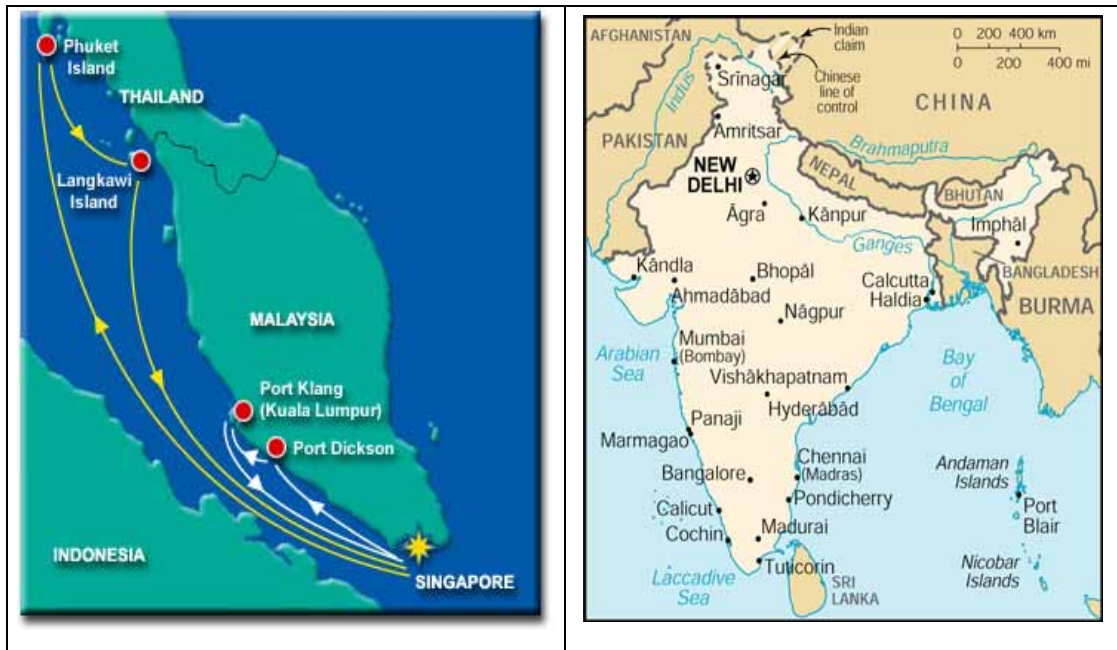 Phuket
Island
THAILAND
Langkawi
Island
MALAYSIA
Port Klang
(Kuala Lumpur)
Port Dickson
INDONESIA
SINGAPORE
AFGHANISTAN
Indian
claim
0 200 400 km
0 200 400 mi
Chinese
line of
control
Srīnagar
Indus
CHINA
Amritsar
PAKISTAN
Brahmaputra
NEW
DELHI
NEPAL
BHUTAN
Āgra
Kānpur
Imphāl
Ganges
BANGLADESH
Kāndla
Bhopāl
Calcutta
Haldia
Ahmadābad
BURMA
Nāgpur
Mumbai
(Bombay)
Arabian
Sea
Bay
of
Bengal
Vishākhapatnam
Hyderābād
Panaji
Marmagao
Chennai
(Madras)
Andaman
Islands
Bangalore
Pondicherry
Port
Blair
Calicut
Cochin
Madurai
Nicobar
Islands
Tuticorin
Laccadive
Sea
SRI
LANKA